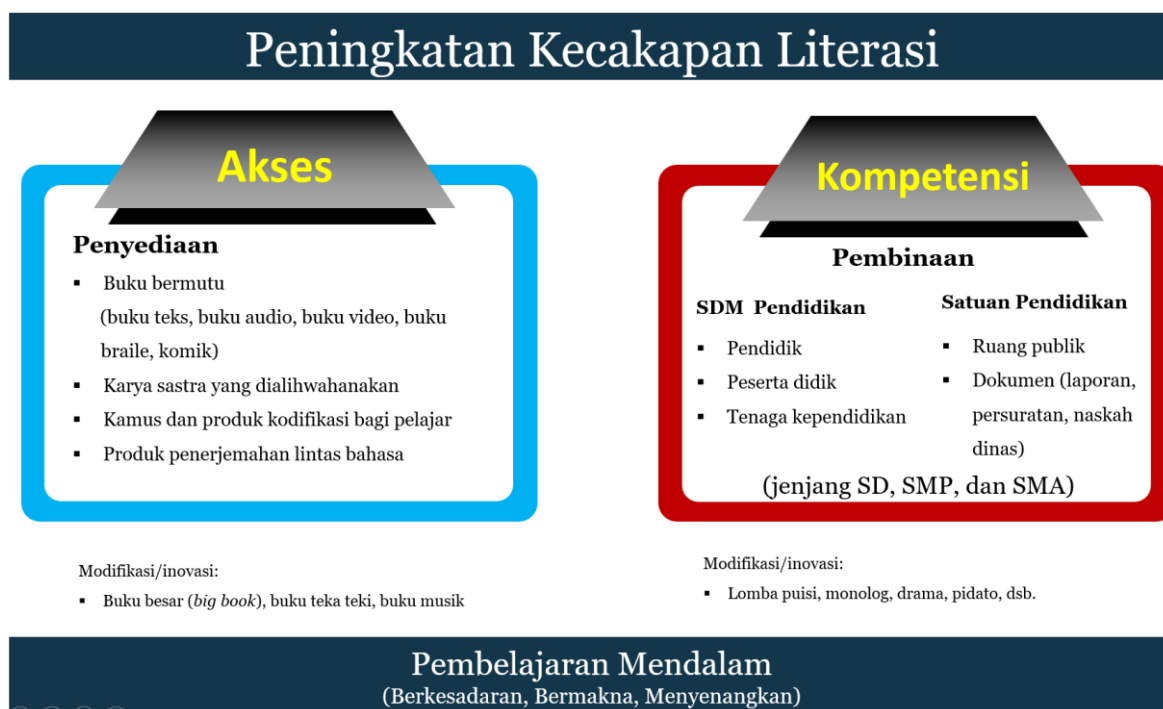 Peningkatan Kecakapan Literasi
Akses
Penyediaan
▪ Buku bermutu
(buku teks, buku audio, buku video, buku
braile, komik)
▪ Karya sastra yang dialihwahanakan
▪ Kamus dan produk kodifikasi bagi pelajar
▪ Produk penerjemahan lintas bahasa
Modifikasi/inovasi:
▪ Buku besar (big book), buku teka teki, buku musik
Kompetensi
Pembinaan
SDM Pendidikan
▪ Pendidik
▪ Peserta didik
▪ Tenaga kependidikan
Satuan Pendidikan
▪ Ruang publik
▪ Dokumen (laporan,
persuratan, naskah
dinas)
(jenjang SD, SMP, dan SMA)
Modifikasi/inovasi:
▪ Lomba puisi, monolog, drama, pidato, dsb.
Pembelajaran Mendalam
(Berkesadaran, Bermakna, Menyenangkan)